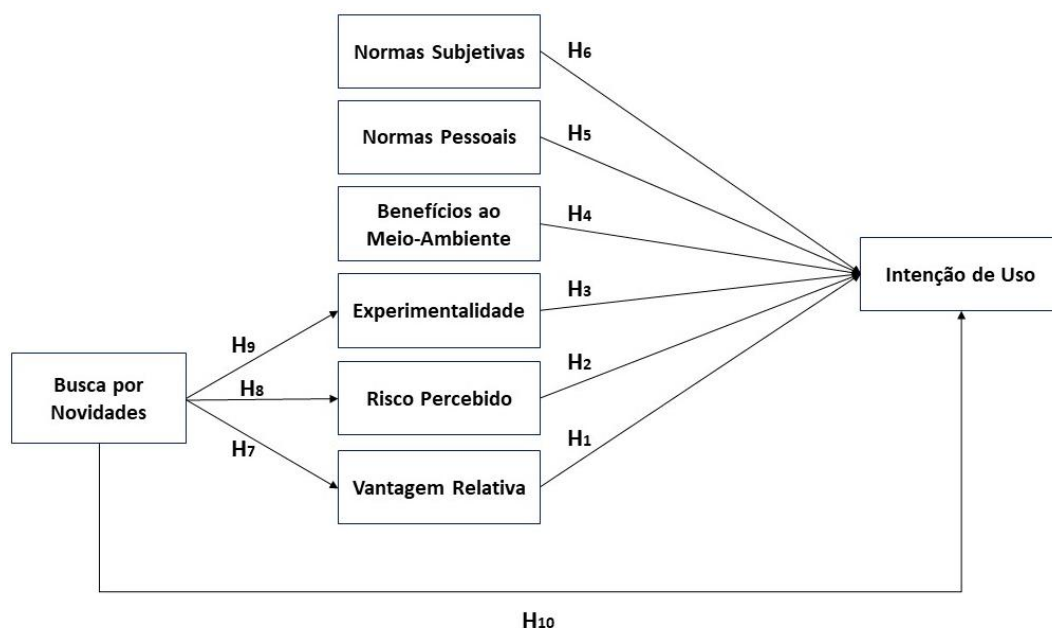 Normas Subjetivas
H6
Normas Pessoais
H5
Benefícios ao
Meio-Ambiente
H4
Intenção de Uso
Experimentalidade
H3
H9
Busca por
Novidades
H8
Risco Percebido
H2
H7
Vantagem Relativa
H1
H10